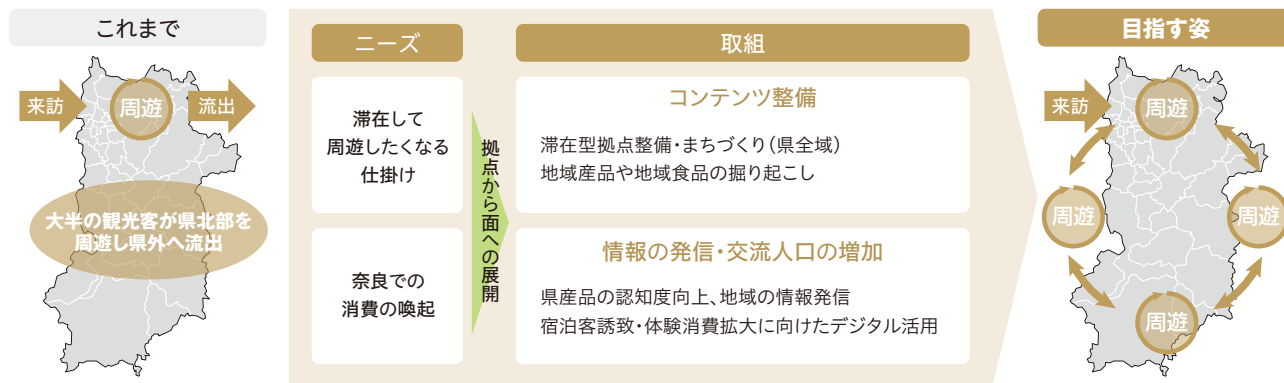 これまで
来訪
周遊
流出
大半の観光客が県北部を
周遊し県外へ流出
ニーズ
滞在して
周遊したくなる
仕掛け
奈良での
消費の喚起
拠点から面への展開
取組
コンテンツ整備
滞在型拠点整備・まちづくり（県全域）
地域産品や地域食品の掘り起こし
情報の発信・交流人口の増加
県産品の認知度向上、地域の情報発信
宿泊客誘致・体験消費拡大に向けたデジタル活用
目指す姿
来訪
周遊
周遊
周遊
周遊